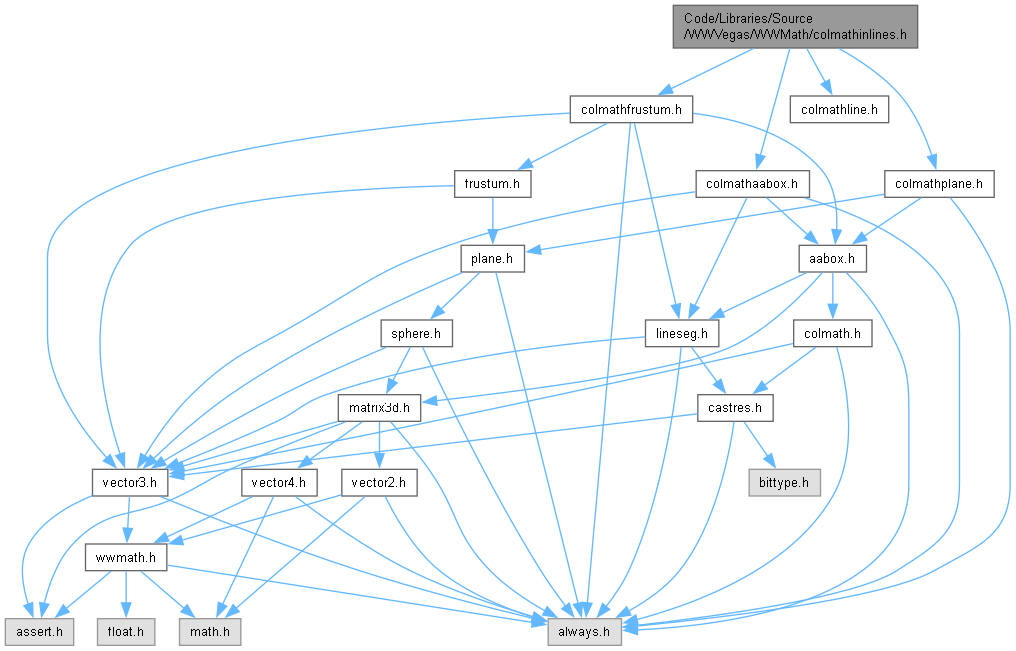 Code/Libraries/Source
/WWVegas/WWMath/colmathinlines.h
colmathfrustum.h
colmathline.h
frustum.h
colmathaabox.h
colmathplane.h
plane.h
aabox.h
sphere.h
lineseg.h
colmath.h
matrix3d.h
castres.h
vector3.h
vector4.h
vector2.h
bittype.h
wwmath.h
assert.h
float.h
math.h
always.h